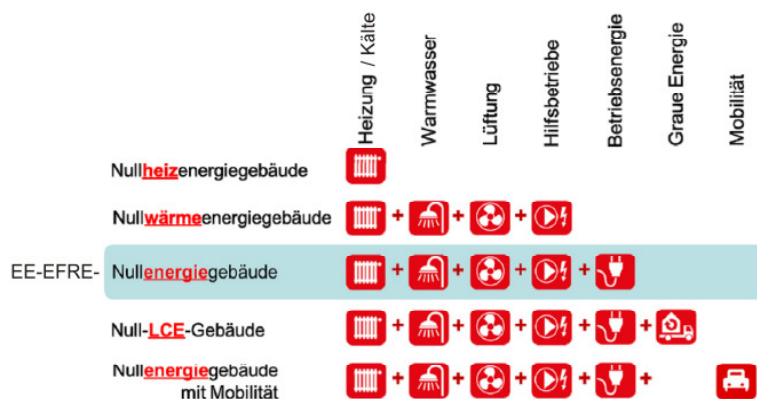 Heizung / Kälte
Warmwasser
Lüftung
Hilfsbetriebe
Betriebsenergie
Graue Energie
Mobilität
Nullheizenergiegebäude
Nullwärmeenergiegebäude
+ + +
EE-EFRE- Nullenergiegebäude
+ + + +
Null-LCE-Gebäude
+ + + + +
Nullenergiegebäude
mit Mobilität
+ + + + +